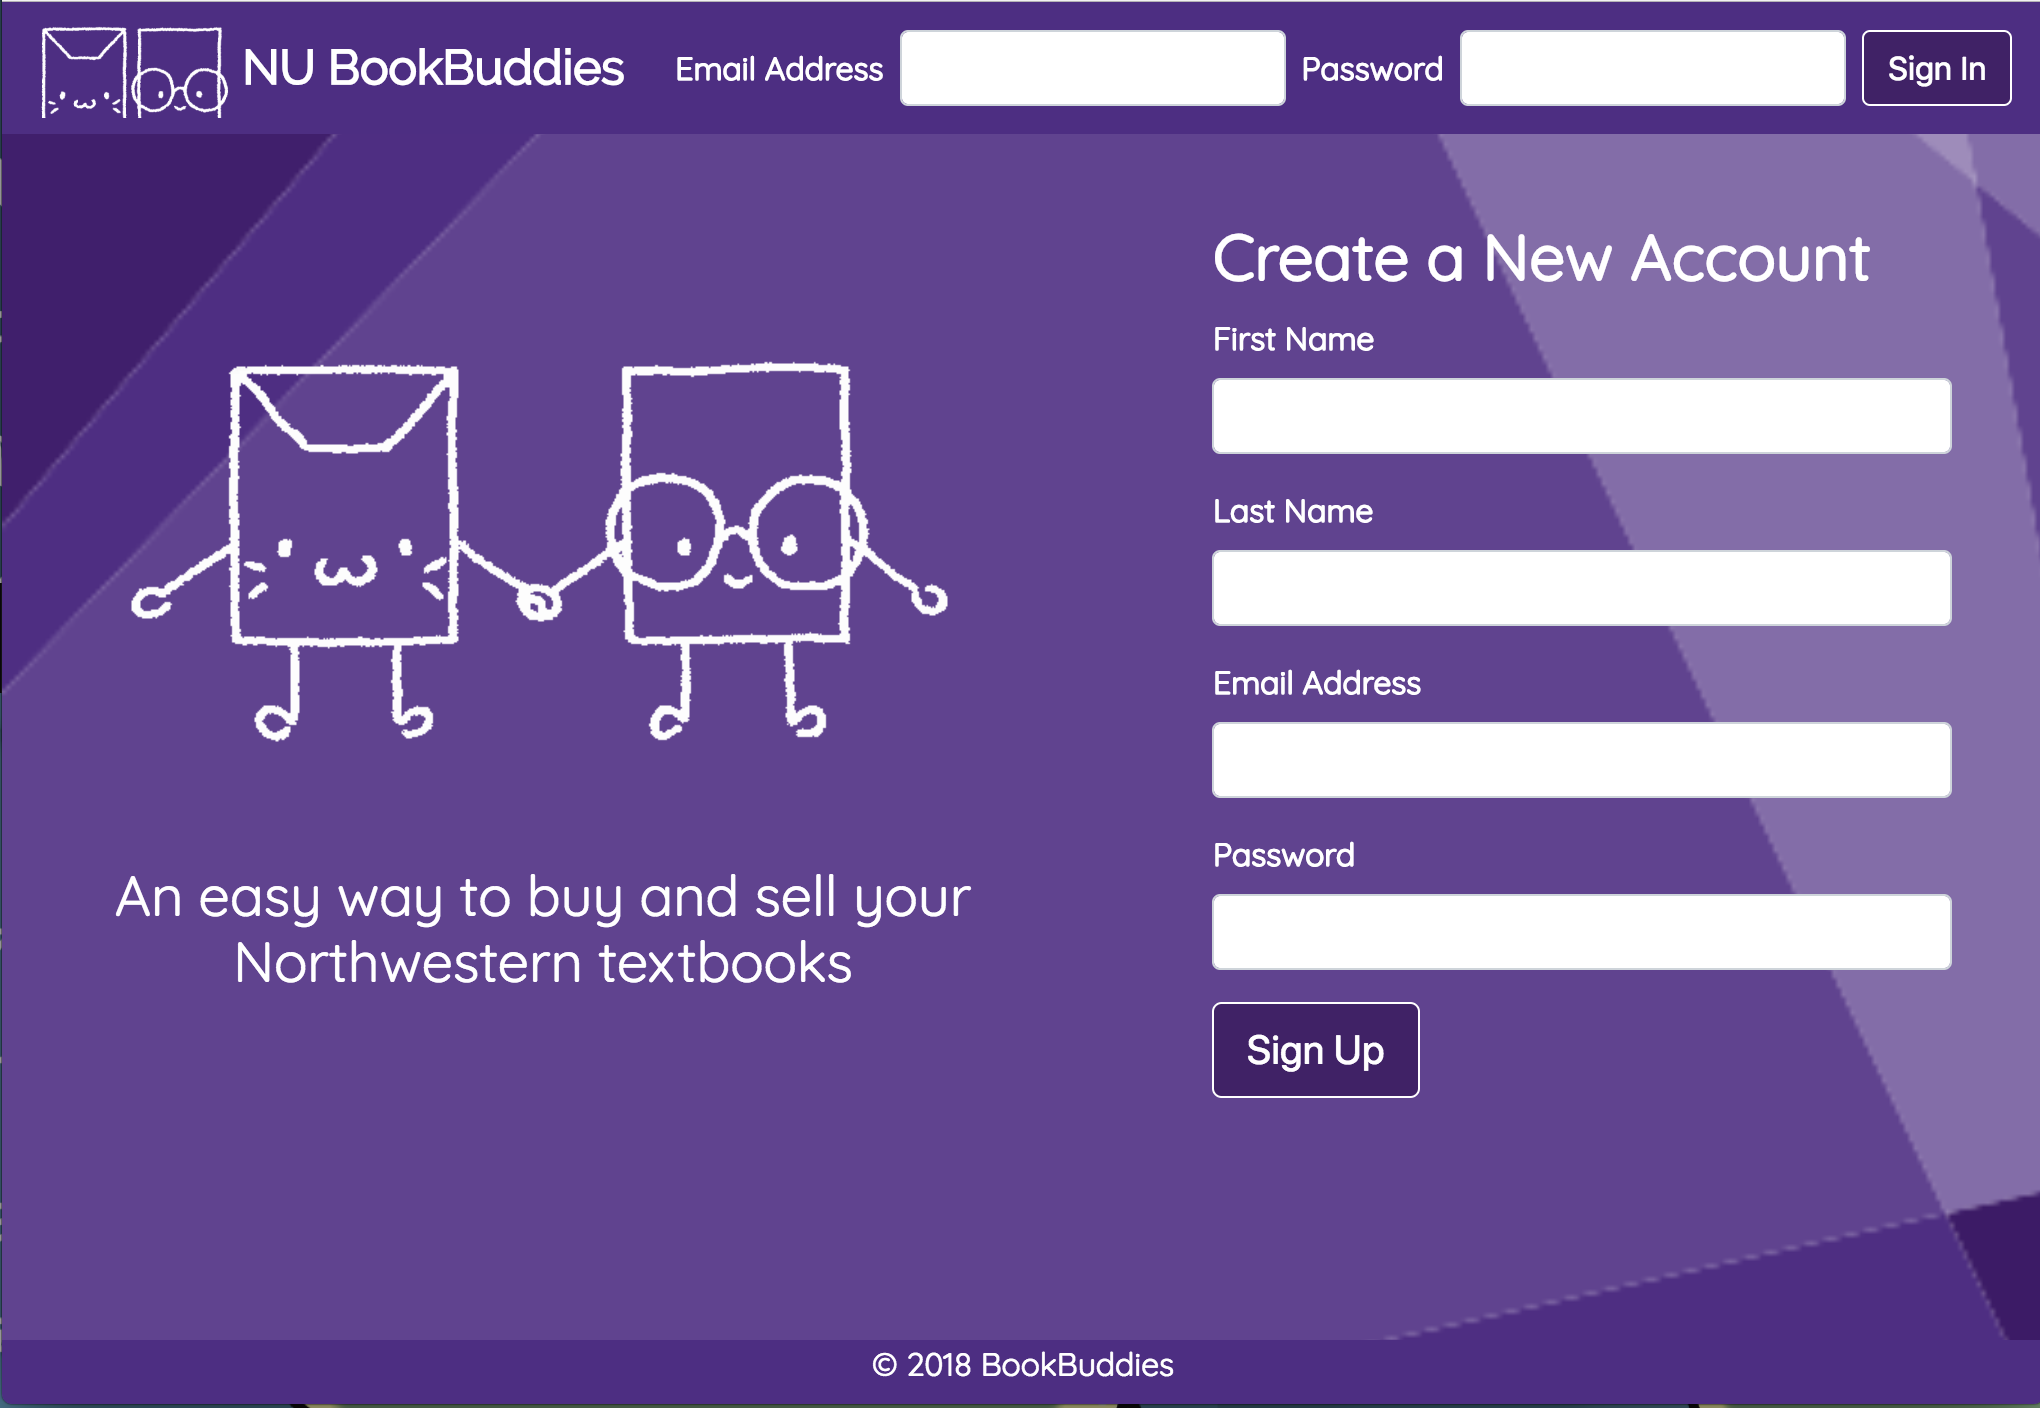 NU BookBuddies
Email Address
Password
Sign In
Create a New Account
First Name
Last Name
Email Address
Password
Sign Up
An easy way to buy and sell your
Northwestern textbooks
© 2018 BookBuddies